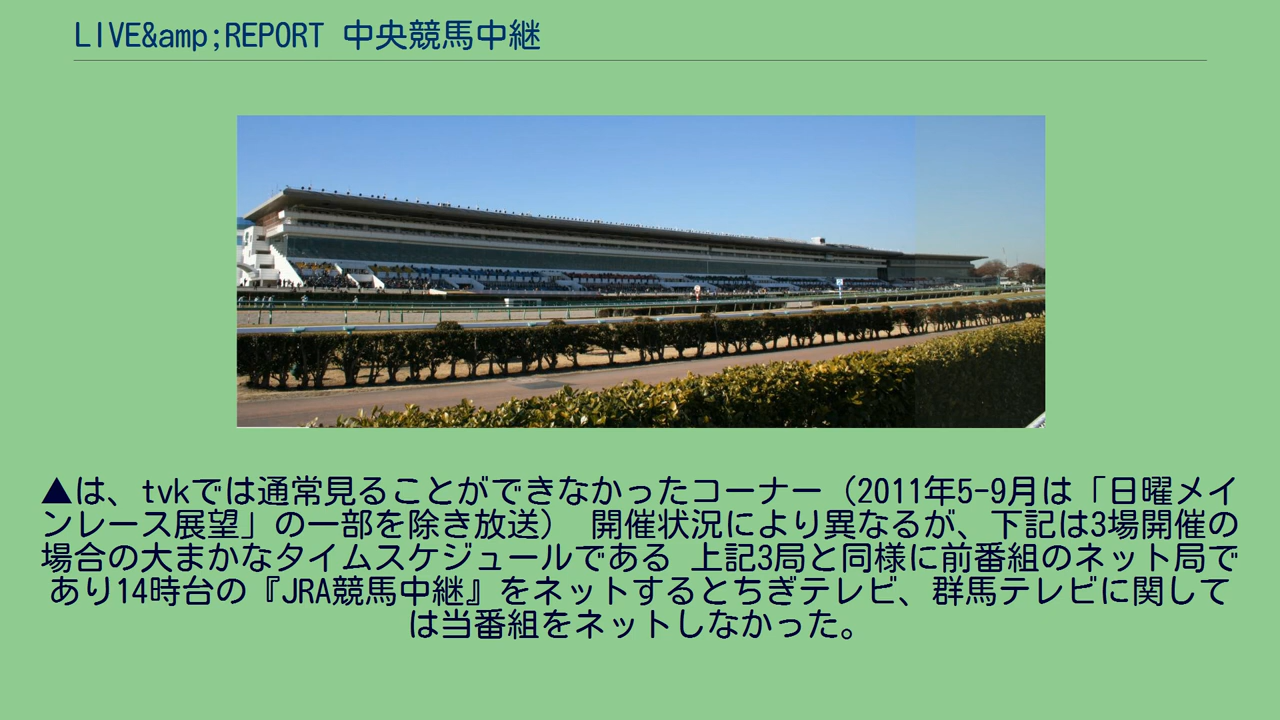 LIVE&amp;REPORT 中央競馬中継
▲は、tvkでは通常見ることができなかったコーナー（2011年5-9月は「日曜メイ
ンレース展望」の一部を除き放送） 開催状況により異なるが、下記は3場開催の
場合の大まかなタイムスケジュールである 上記3局と同様に前番組のネット局で
あり14時台の『JRA競馬中継』をネットするとちぎテレビ、群馬テレビに関して
は当番組をネットしなかった。